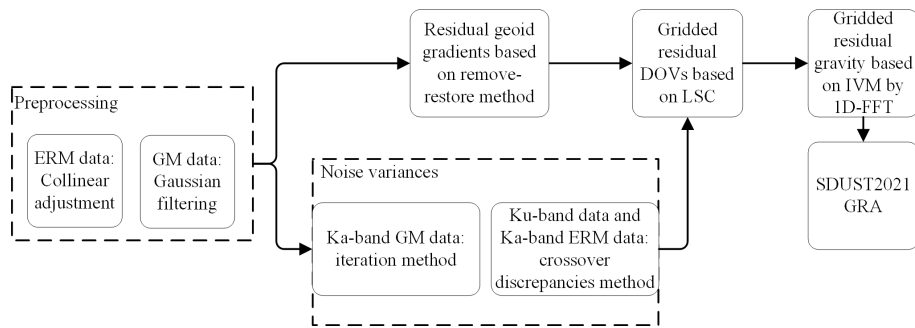 Preprocessing
ERM data:
Collinear
adjustment
GM data:
Gaussian
filtering
Residual geoid
gradients based
on remove-
restore method
Noise variances
Ka-band GM data:
iteration method
Ku-band data and
Ka-band ERM data:
crossover
discrepancies method
Gridded
residual
DOVs based
on LSC
Gridded
residual
gravity based
on IVM by
1D-FFT
SDUST2021
GRA